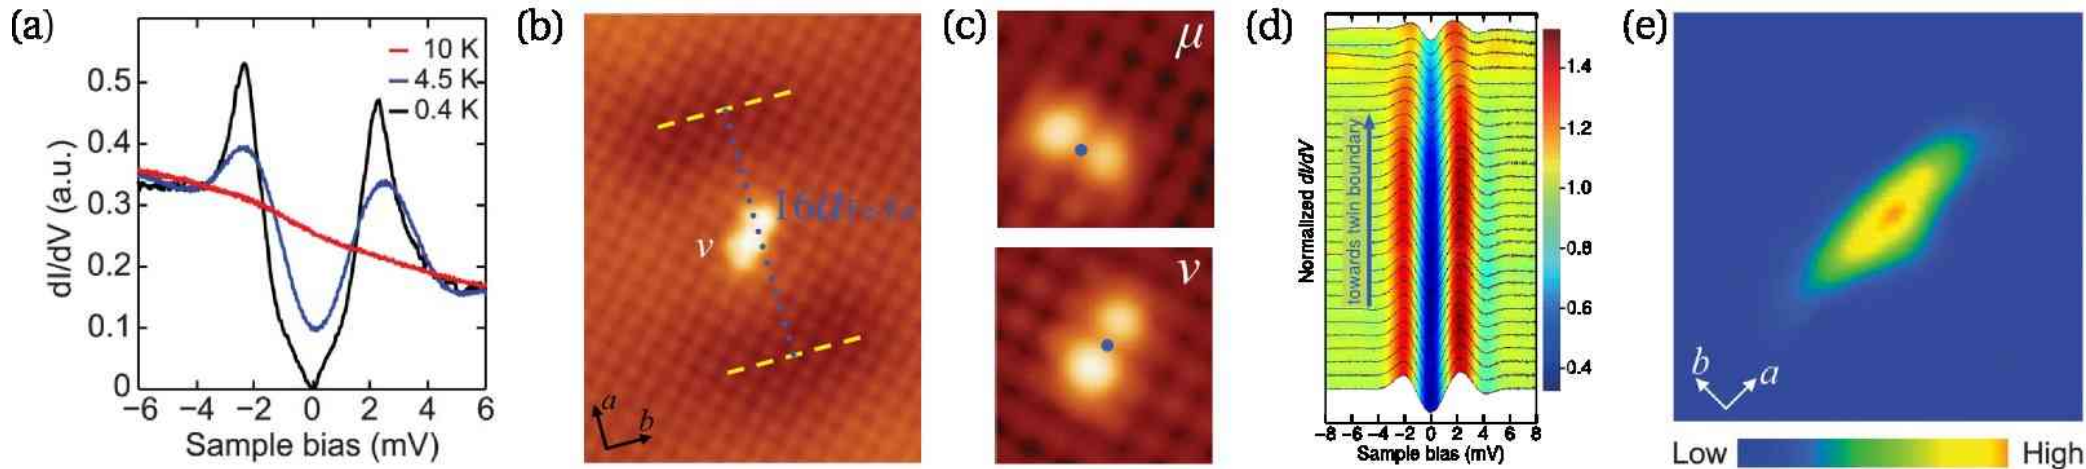 (a)
dI/dV (a.u.)
0.5
0.4
0.3
0.2
0.1
0
10 K
4.5 K
0.4 K
−6 −4 −2 0 2 4 6
Sample bias (mV)
(b)
ν
a
b
(c)
μ
ν
(d)
Normalized dI/dV
towards twin boundary
1.4
1.2
1.0
0.8
0.6
0.4
-8 -6 -4 -2 0 2 4 6 8
Sample bias (mV)
(e)
b
a
Low
High